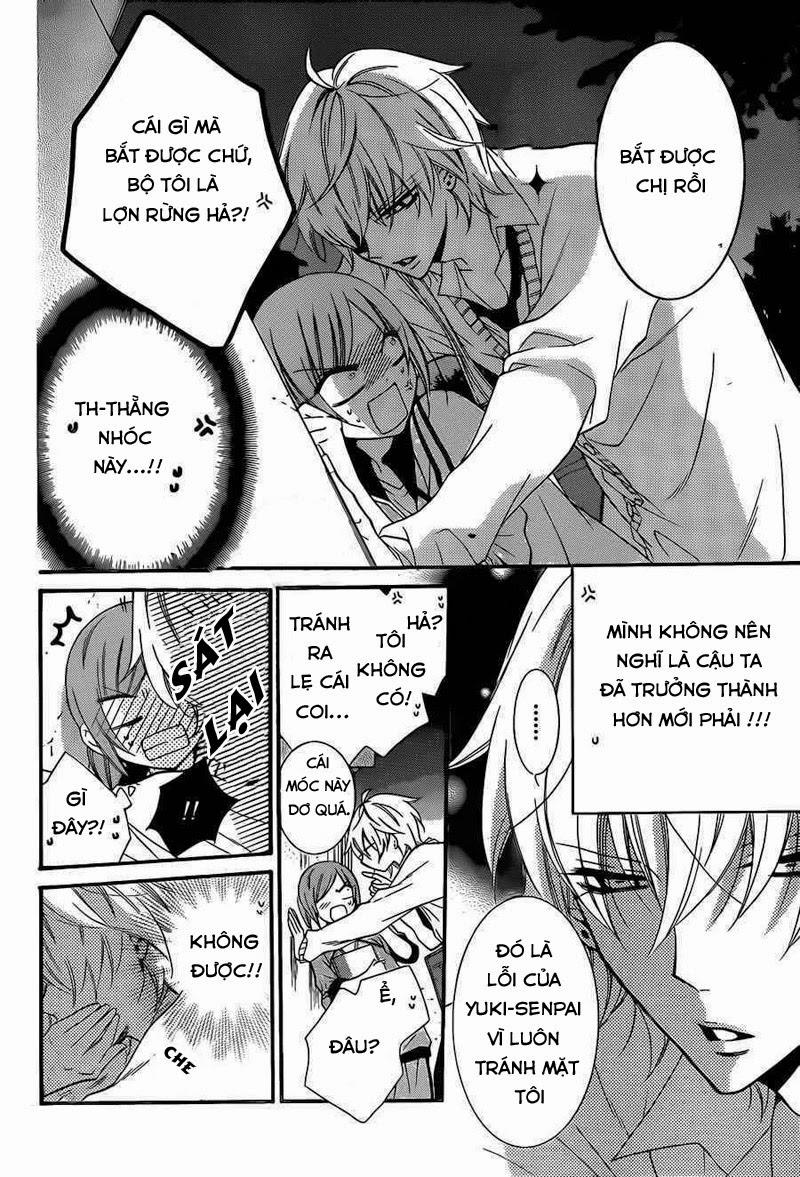 BẮT ĐƯỢC
CHỊ RỒI
CÁI GÌ MÀ
BẮT ĐƯỢC CHỨ,
BỘ TÔI LÀ
LỢN RỪNG HẢ?!
TH-THẰNG
NHÓC
NÀY...!!
MÌNH KHÔNG NÊN
NGHĨ LÀ CẬU TA
ĐÃ TRƯỞNG THÀNH
HƠN MỚI PHẢI !!!
......
ĐÓ LÀ
LỖI CỦA
YUKI-SENPAI
VÌ LUÔN
TRÁNH MẶT
TÔI
HẢ?
TÔI
KHÔNG
CÓ!
TRÁNH
RA
LẸ CÁI
COI...
CÁI
MÓC NÀY
DƠ QUÁ.
Ể,
ĐÂU?
SÁT
LẠI
!!
GÌ
ĐÂY?!
KHÔNG
ĐƯỢC!!
CHE